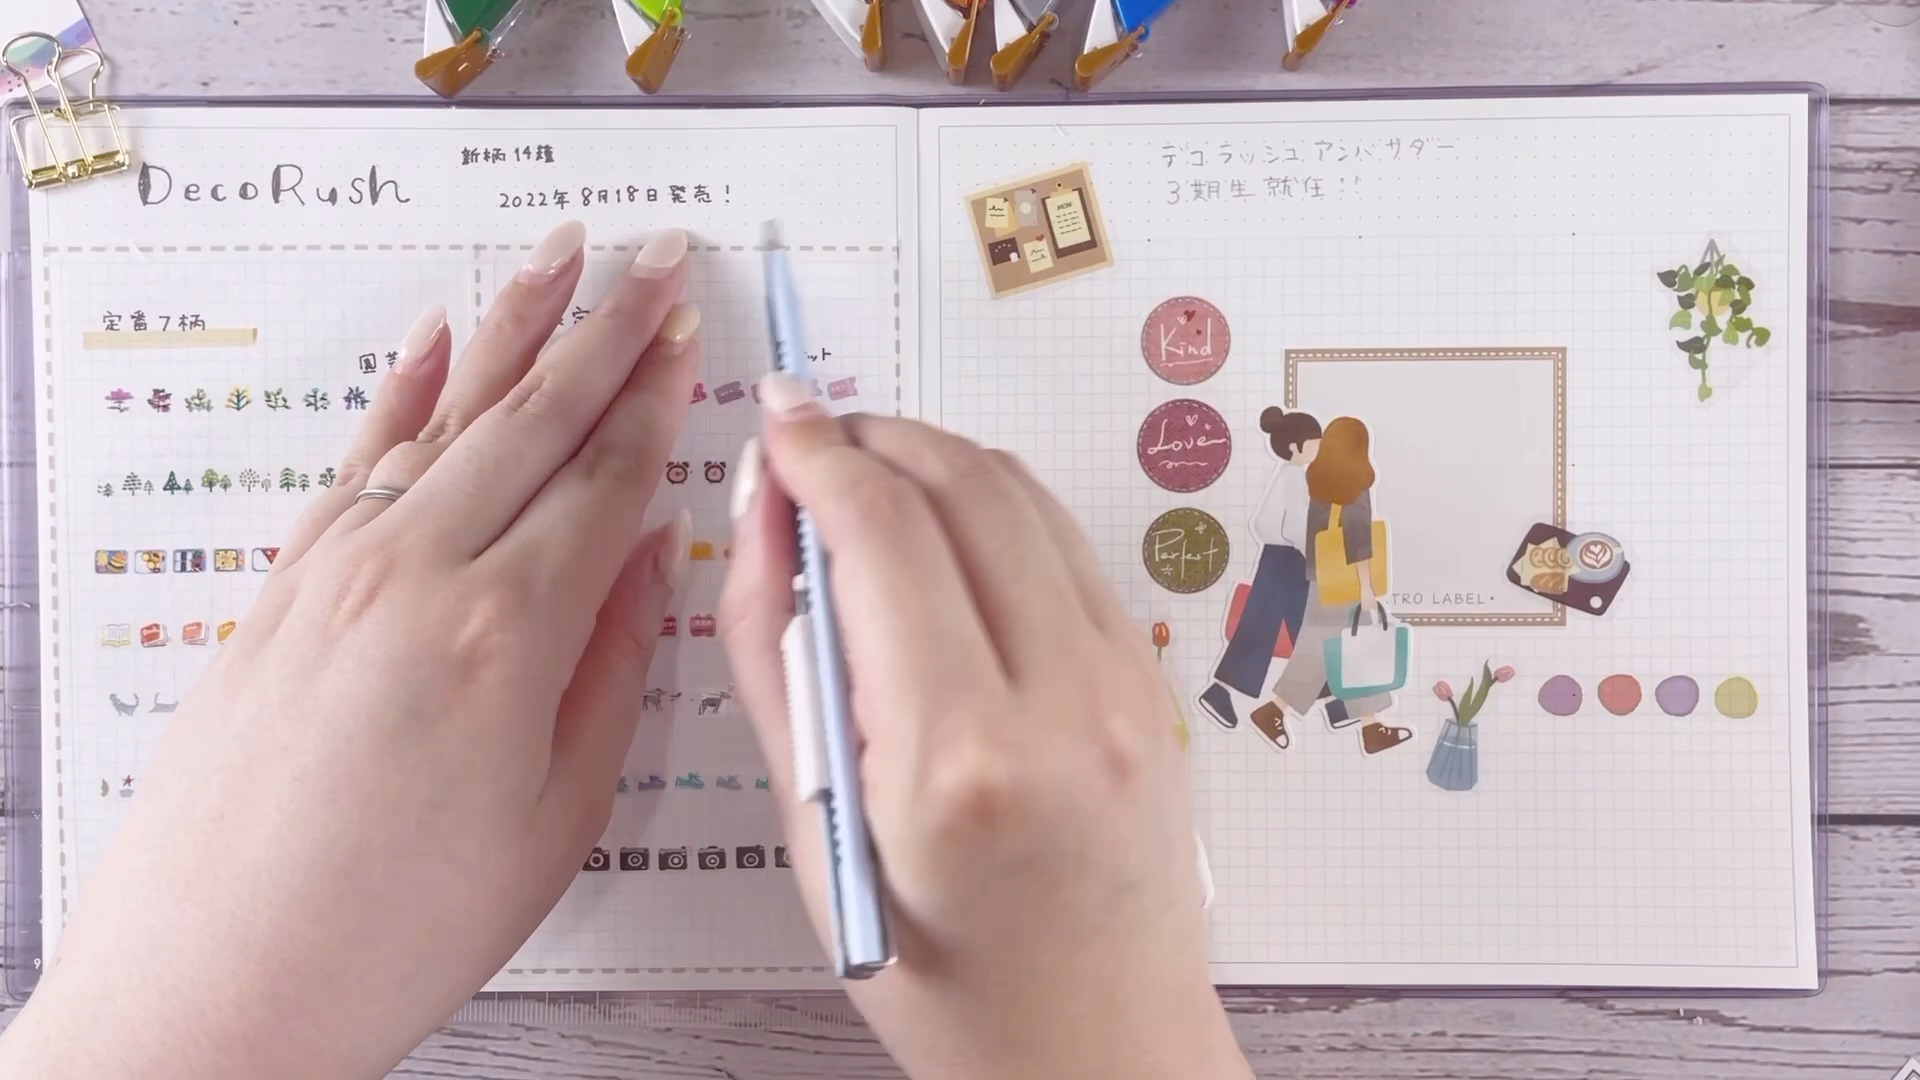 新柄14種
DecoRush
2022年8月18日発売！
定番7柄
デコラッシュアンバサダー
3期生就任!!
Kind
Love
Perfect
TRO LABEL•